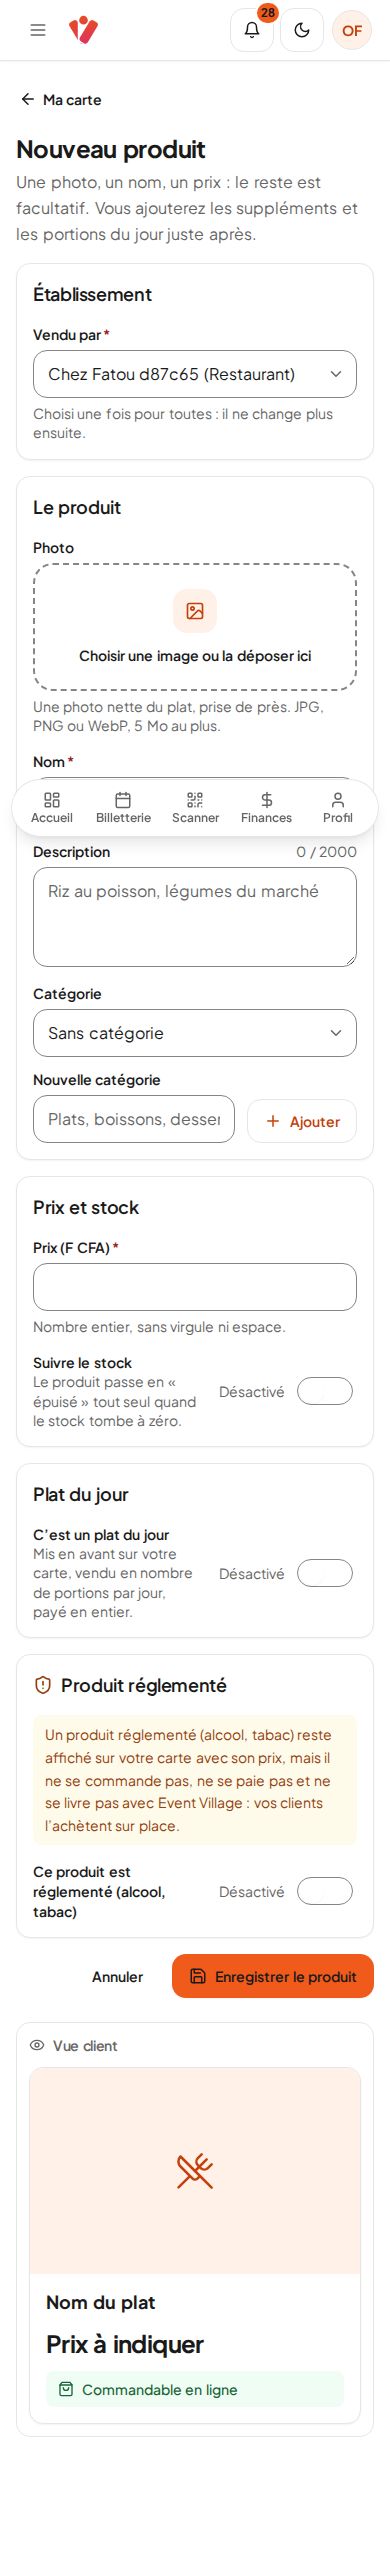 28
OF
Ma carte
Nouveau produit
Une photo, un nom, un prix : le reste est
facultatif. Vous ajouterez les suppléments et
les portions du jour juste après.
Établissement
Vendu par *
Chez Fatou d87c65 (Restaurant)
Choisi une fois pour toutes : il ne change plus
ensuite.
Le produit
Photo
Choisir une image ou la déposer ici
Une photo nette du plat, prise de près. JPG,
PNG ou WebP, 5 Mo au plus.
Nom *
Accueil Billetterie Scanner Finances Profil
Description 0 / 2000
Riz au poisson, légumes du marché
Catégorie
Sans catégorie
Nouvelle catégorie
Plats, boissons, desser
Ajouter
Prix et stock
Prix (F CFA) *
Nombre entier, sans virgule ni espace.
Suivre le stock
Le produit passe en «
épuisé » tout seul quand
le stock tombe à zéro.
Désactivé
Plat du jour
C’est un plat du jour
Mis en avant sur votre
carte, vendu en nombre
de portions par jour,
payé en entier.
Désactivé
Produit réglementé
Un produit réglementé (alcool, tabac) reste
affiché sur votre carte avec son prix, mais il
ne se commande pas, ne se paie pas et ne
se livre pas avec Event Village : vos clients
l’achètent sur place.
Ce produit est
réglementé (alcool,
tabac)
Désactivé
Annuler
Enregistrer le produit
Vue client
Nom du plat
Prix à indiquer
Commandable en ligne